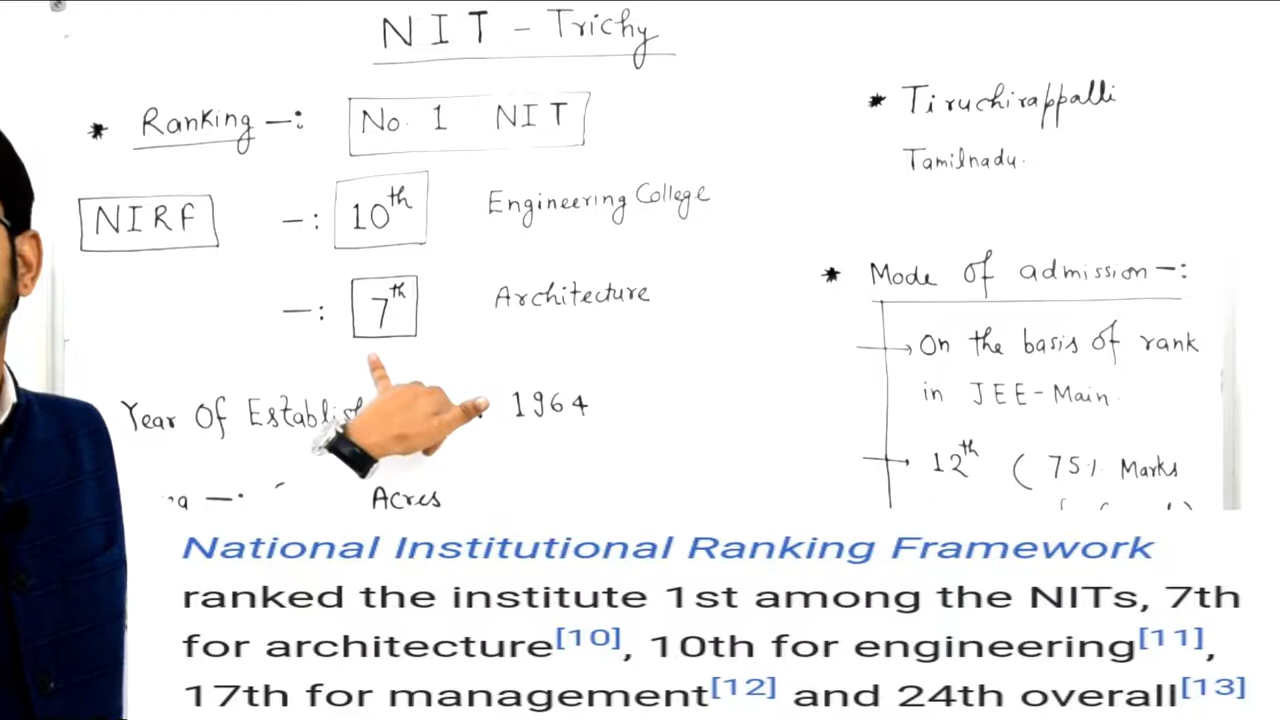 NIT - Trichy
* Ranking -: No. 1 NIT
NIRF -: 10th Engineering College
-: 7th Architecture
Year Of : 1964
Acres
* Tiruchirappalli
Tamilnadu.
* Mode of admission -:
→ On the basis of rank
in JEE-Main.
→ 12th ( 75% Marks
National Institutional Ranking Framework
ranked the institute 1st among the NITs, 7th
for architecture[10], 10th for engineering[11],
17th for management[12] and 24th overall[13]